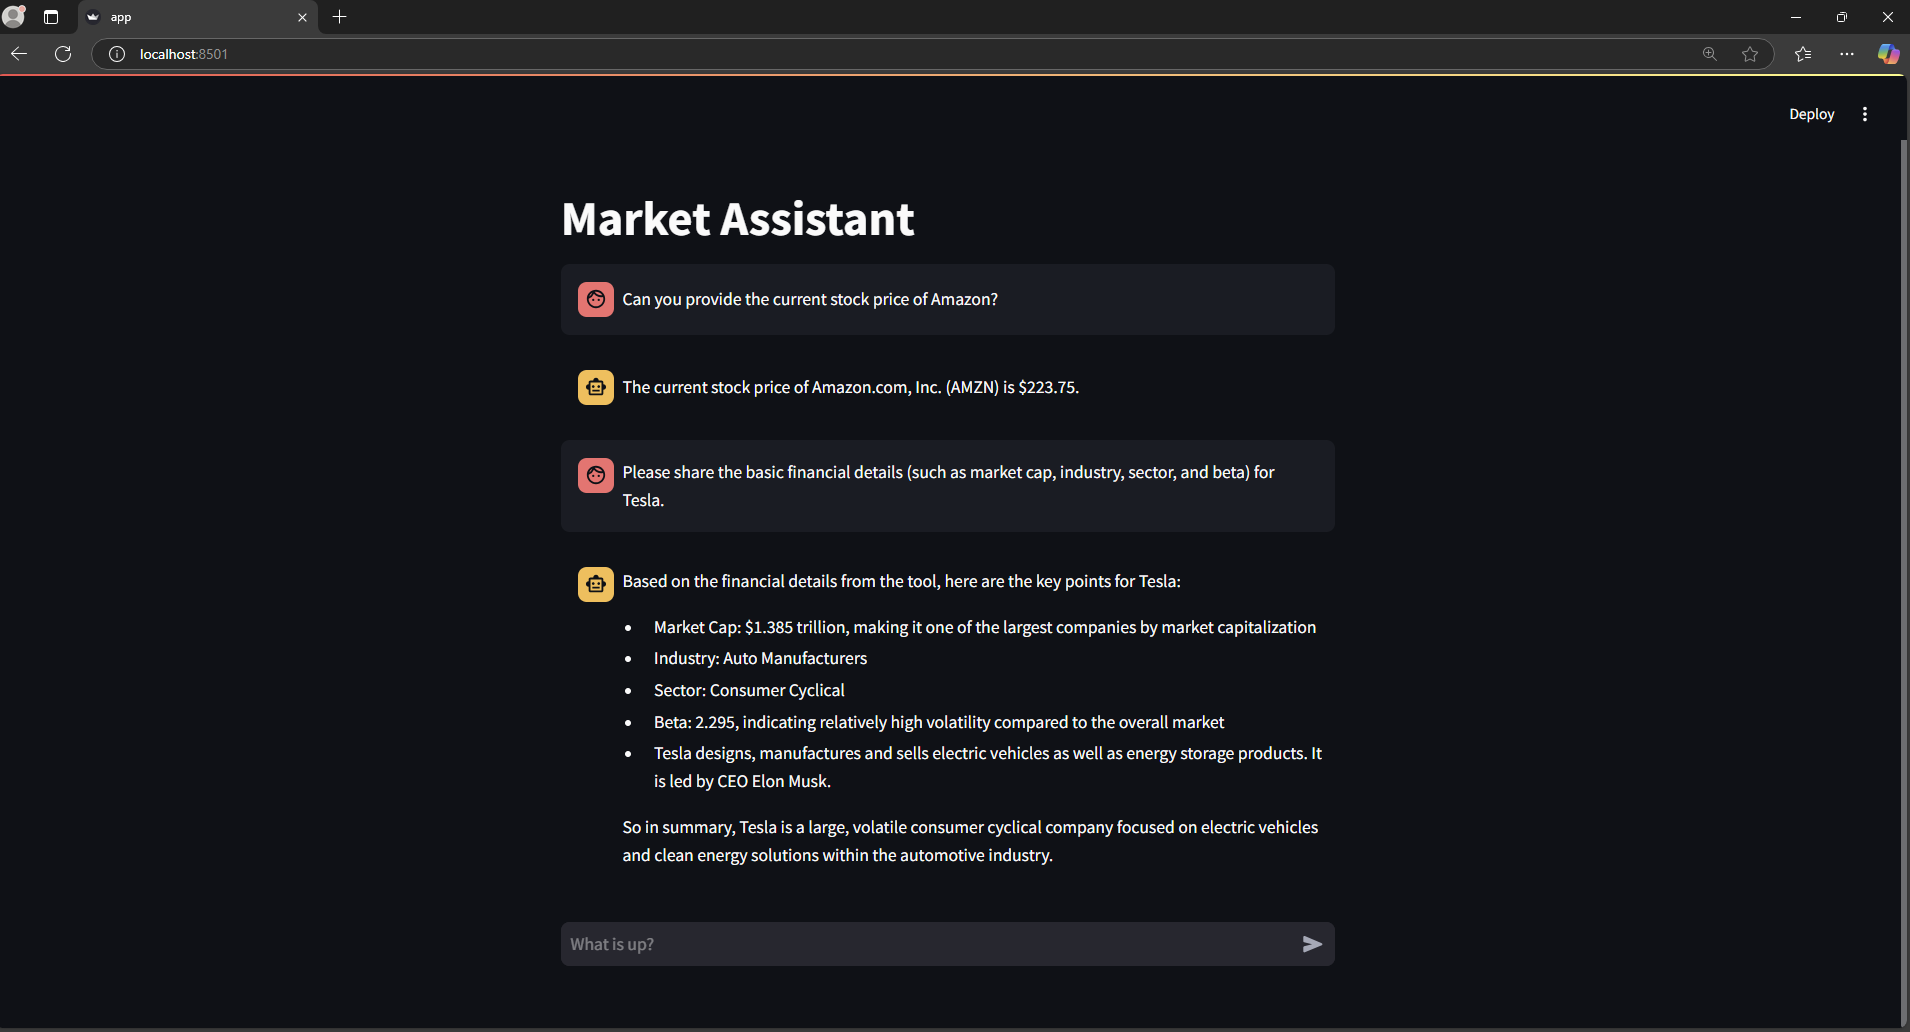 app
localhost:8501
Deploy
Market Assistant
Can you provide the current stock price of Amazon?
The current stock price of Amazon.com, Inc. (AMZN) is $223.75.
Please share the basic financial details (such as market cap, industry, sector, and beta) for
Tesla.
Based on the financial details from the tool, here are the key points for Tesla:
• Market Cap: $1.385 trillion, making it one of the largest companies by market capitalization
• Industry: Auto Manufacturers
• Sector: Consumer Cyclical
• Beta: 2.295, indicating relatively high volatility compared to the overall market
• Tesla designs, manufactures and sells electric vehicles as well as energy storage products. It
is led by CEO Elon Musk.
So in summary, Tesla is a large, volatile consumer cyclical company focused on electric vehicles
and clean energy solutions within the automotive industry.
What is up?